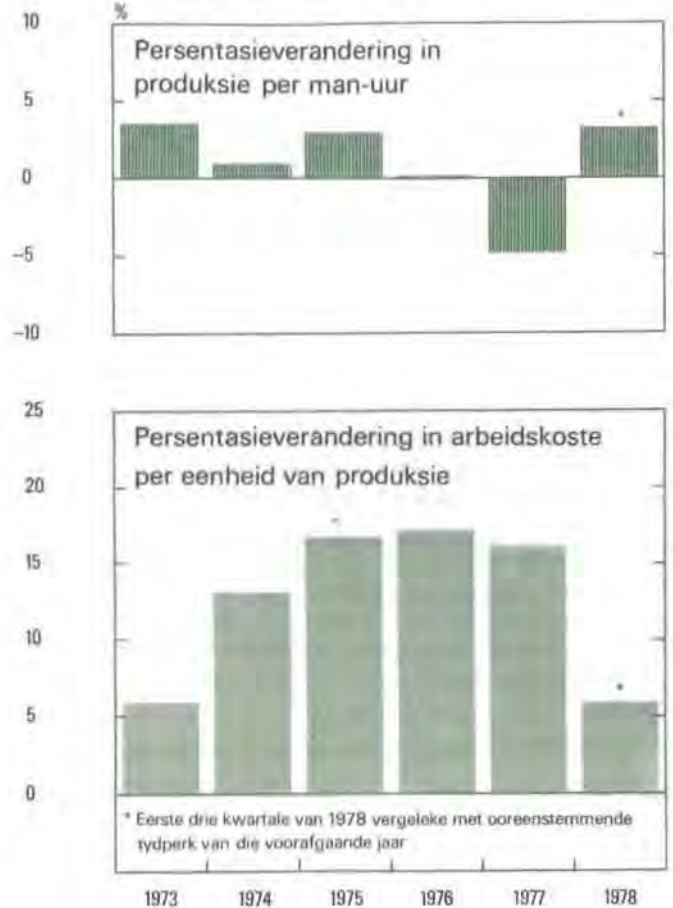 %
10
Persentasieverandering in
produksie per man-uur
5
*
0
−5
−10
25
Persentasieverandering in arbeidskoste
per eenheid van produksie
20
15
10
*
5
0
* Eerste drie kwartale van 1978 vergeleke met ooreenstemmende
tydperk van die voorafgaande jaar
1973 1974 1975 1976 1977 1978